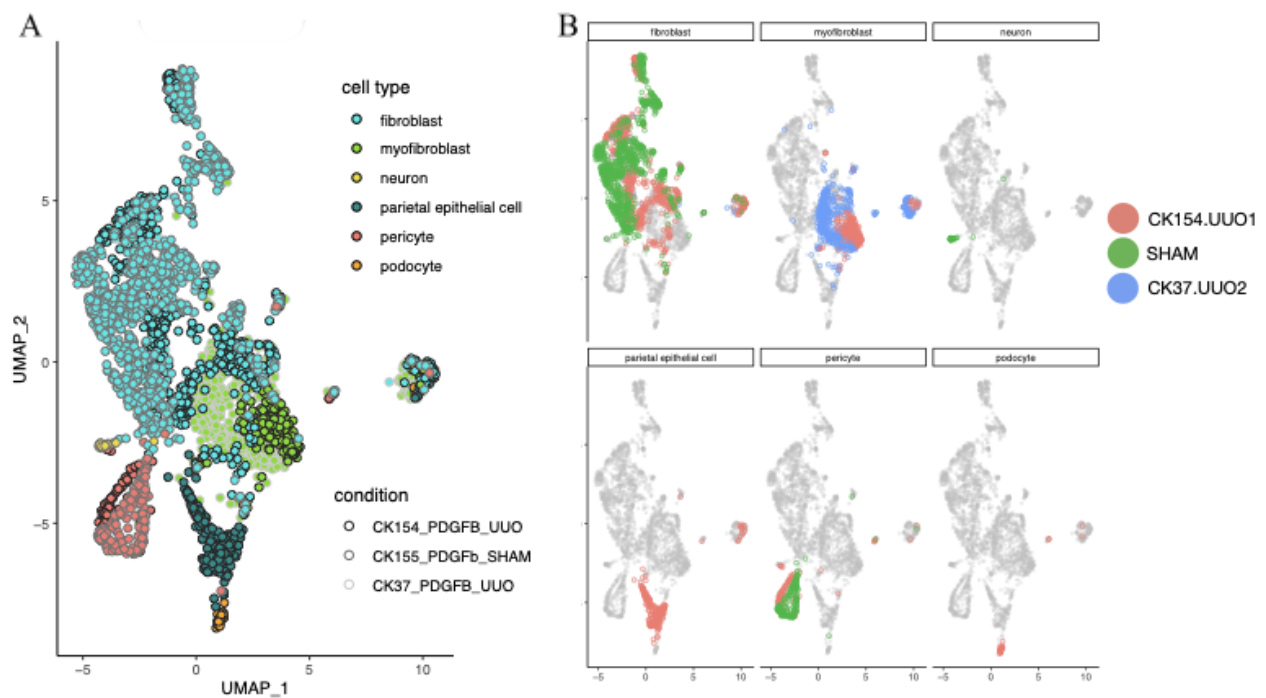 A
cell type
fibroblast
myofibroblast
neuron
parietal epithelial cell
pericyte
podocyte
condition
CK154_PDGFB_UUO
CK155_PDGFb_SHAM
CK37_PDGFB_UUO
UMAP_2
5
0
−5
−5
0
5
10
UMAP_1
B
fibroblast
myofibroblast
neuron
parietal epithelial cell
pericyte
podocyte
−5
0
5
10
−5
0
5
10
−5
0
5
10
CK154.UUO1
SHAM
CK37.UUO2